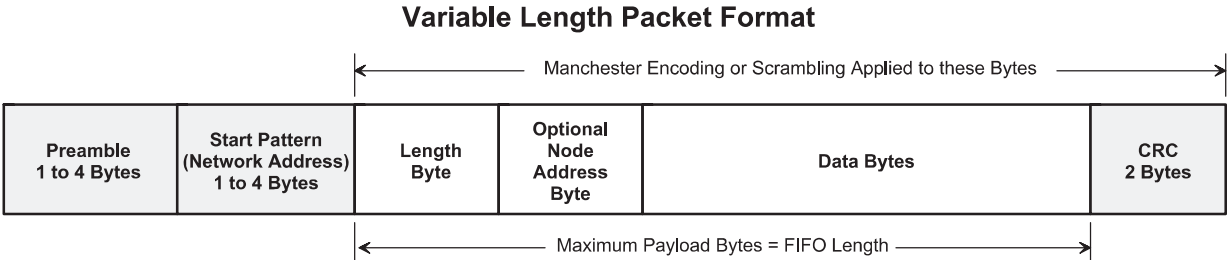 Variable Length Packet Format
Manchester Encoding or Scrambling Applied to these Bytes
Preamble
1 to 4 Bytes
Start Pattern
(Network Address)
1 to 4 Bytes
Length
Byte
Optional
Node
Address
Byte
Data Bytes
CRC
2 Bytes
Maximum Payload Bytes = FIFO Length